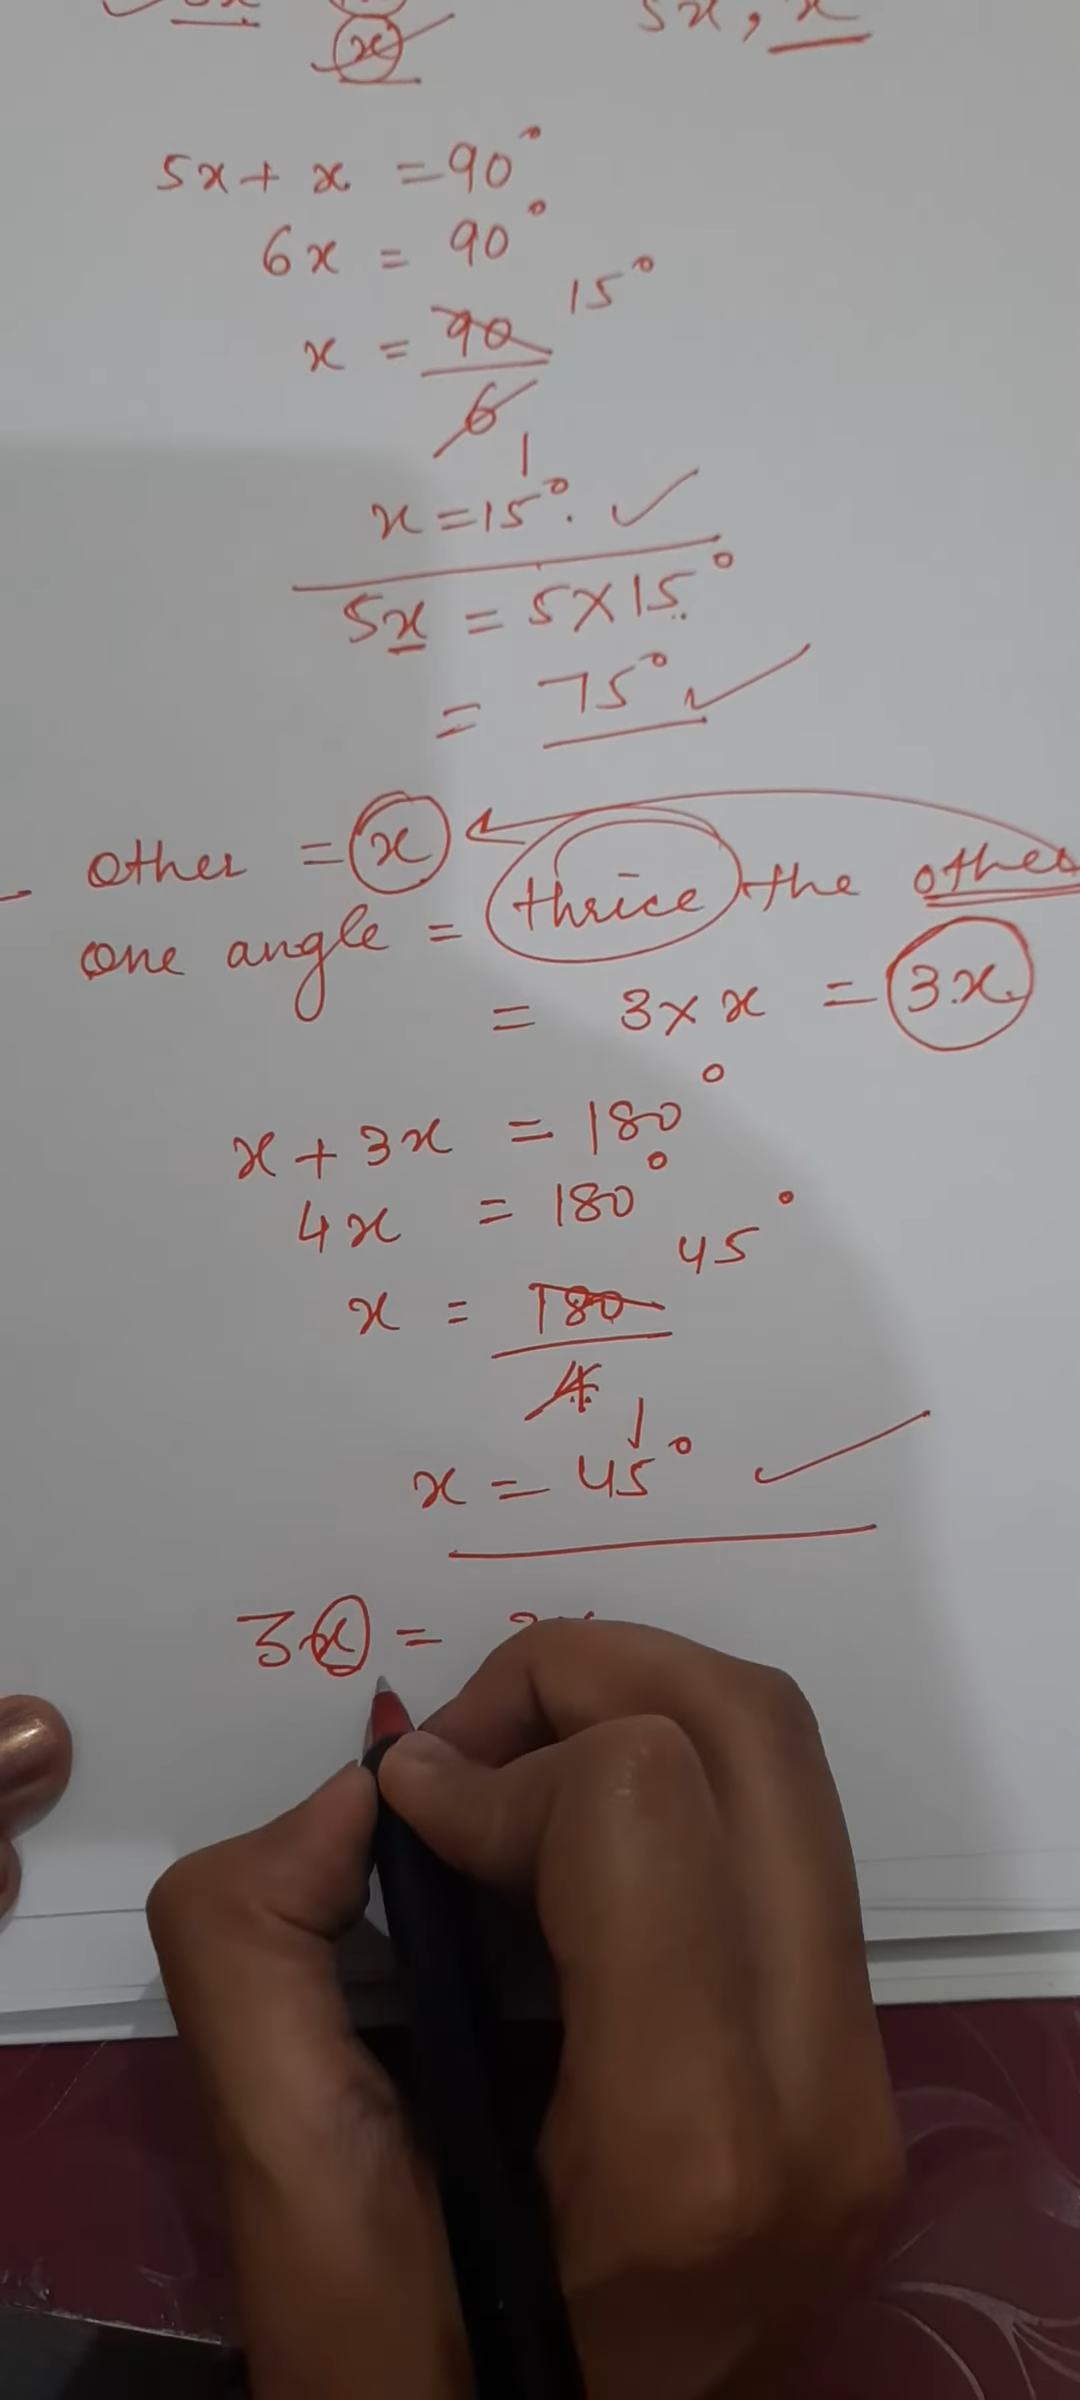 x 5x, x
5x + x = 90°
6x = 90°
x = 90/6 15°
1
x = 15°. ✓
5x = 5 × 15°
= 75° ✓
other = x
one angle = thrice the other
= 3 × x = 3x
x + 3x = 180°
4x = 180°
x = 180/4 45°
1
x = 45° ✓
3x =